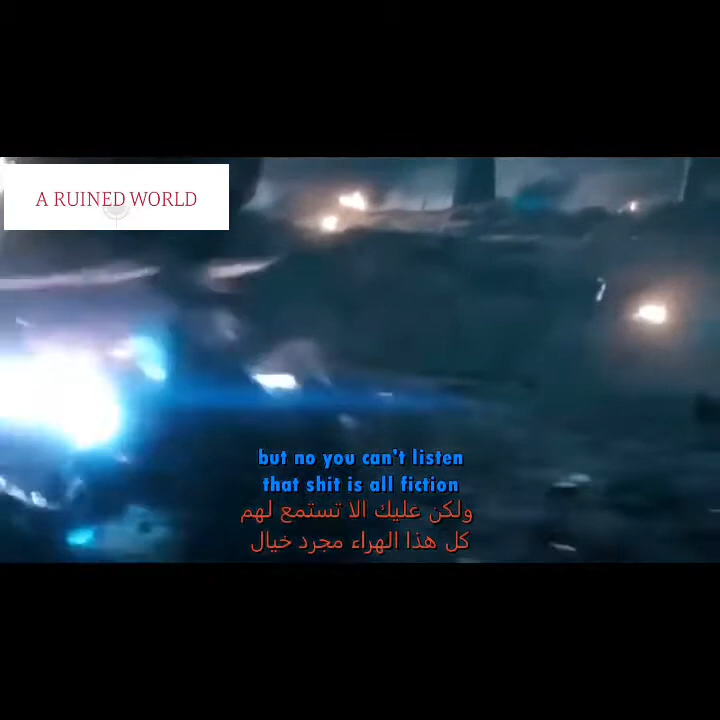 A RUINED WORLD
but no you can't listen
that shit is all fiction
ولكن عليك الا تستمع لهم
كل هذا الهراء مجرد خيال